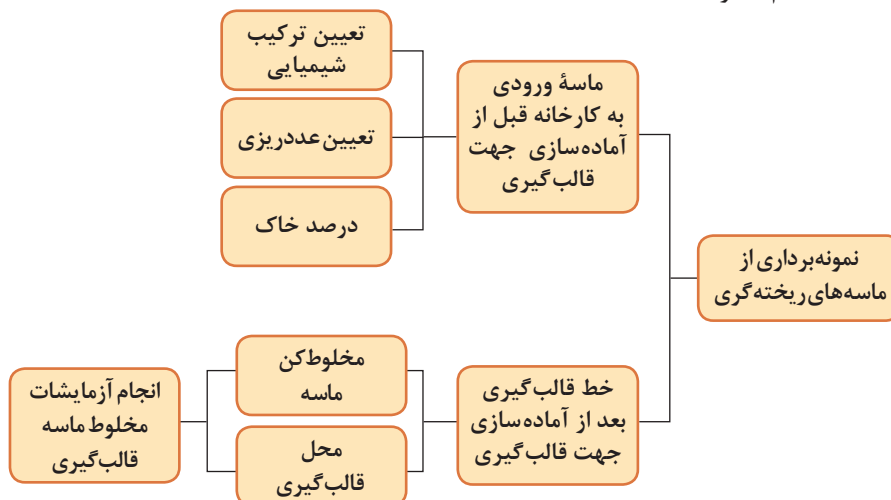 نمونه‌برداری از
ماسه‌های ریخته‌گری
ماسهٔ ورودی
به کارخانه قبل از
آماده‌سازی جهت
قالب‌گیری
تعیین ترکیب
شیمیایی
تعیین عدد ریزی
درصد خاک
خط قالب‌گیری
بعد از آماده‌سازی
جهت قالب‌گیری
مخلوط‌کن
ماسه
محل
قالب‌گیری
انجام آزمایشات
مخلوط ماسه
قالب‌گیری